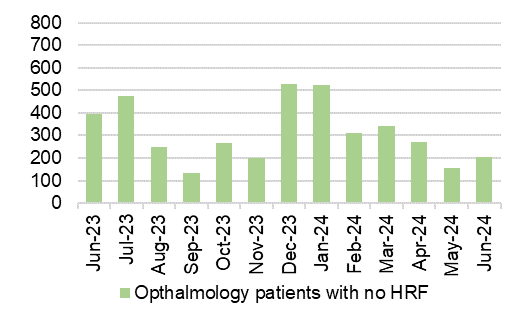 800
700
600
500
400
300
200
100
0
Jun-23
Jul-23
Aug-23
Sep-23
Oct-23
Nov-23
Dec-23
Jan-24
Feb-24
Mar-24
Apr-24
May-24
Jun-24
Opthalmology patients with no HRF